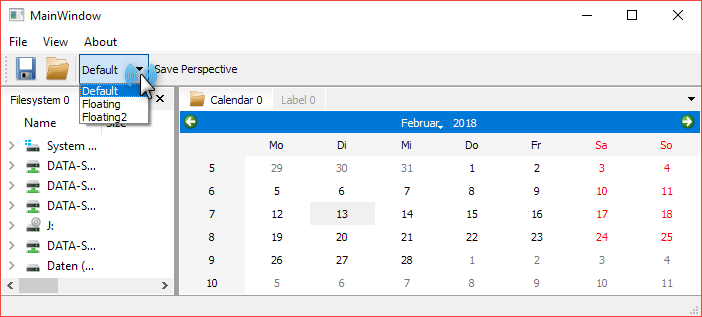 MainWindow
File View About
Default Save Perspective
Default
Floating
Floating2
Filesystem 0
Calendar 0 Label 0
Name Size
Februar, 2018
Mo Di Mi Do Fr Sa So
5 29 30 31 1 2 3 4
6 5 6 7 8 9 10 11
7 12 13 14 15 16 17 18
8 19 20 21 22 23 24 25
9 26 27 28 1 2 3 4
10 5 6 7 8 9 10 11
System ...
DATA-S...
DATA-S...
DATA-S...
J:
DATA-S...
Daten (...